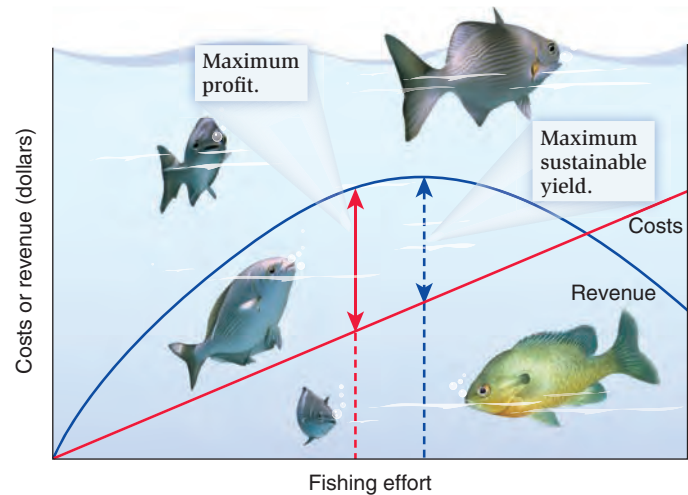 Maximum
profit.
Maximum
sustainable
yield.
Costs
Revenue
Costs or revenue (dollars)
Fishing effort